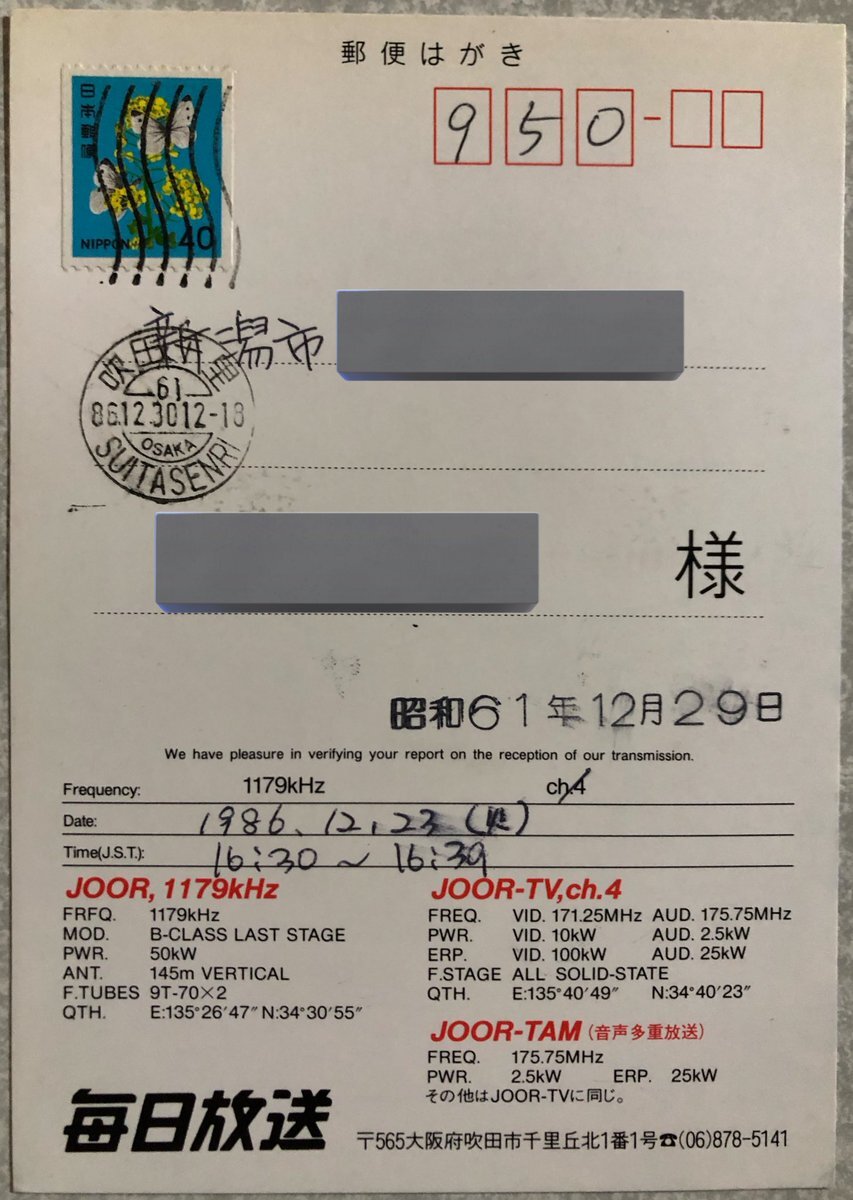 郵便はがき
日本郵便
NIPPON 40
950-
新潟市
吹田千里
61
86.12.30 12-18
OSAKA
SUITASENRI
様
昭和61年12月29日
We have pleasure in verifying your report on the reception of our transmission.
Frequency: 1179kHz ch.4
Date: 1986.12.23 (火)
Time(J.S.T.): 16:30~16:39
JOOR, 1179kHz
FRFQ. 1179kHz
MOD. B-CLASS LAST STAGE
PWR. 50kW
ANT. 145m VERTICAL
F.TUBES 9T-70×2
QTH. E:135°26′47″ N:34°30′55″
JOOR-TV,ch.4
FREQ. VID. 171.25MHz AUD. 175.75MHz
PWR. VID. 10kW AUD. 2.5kW
ERP. VID. 100kW AUD. 25kW
F.STAGE ALL SOLID-STATE
QTH. E:135°40′49″ N:34°40′23″
JOOR-TAM(音声多重放送)
FREQ. 175.75MHz
PWR. 2.5kW ERP. 25kW
その他はJOOR-TVに同じ。
毎日放送
〒565大阪府吹田市千里丘北1番1号☎(06)878-5141